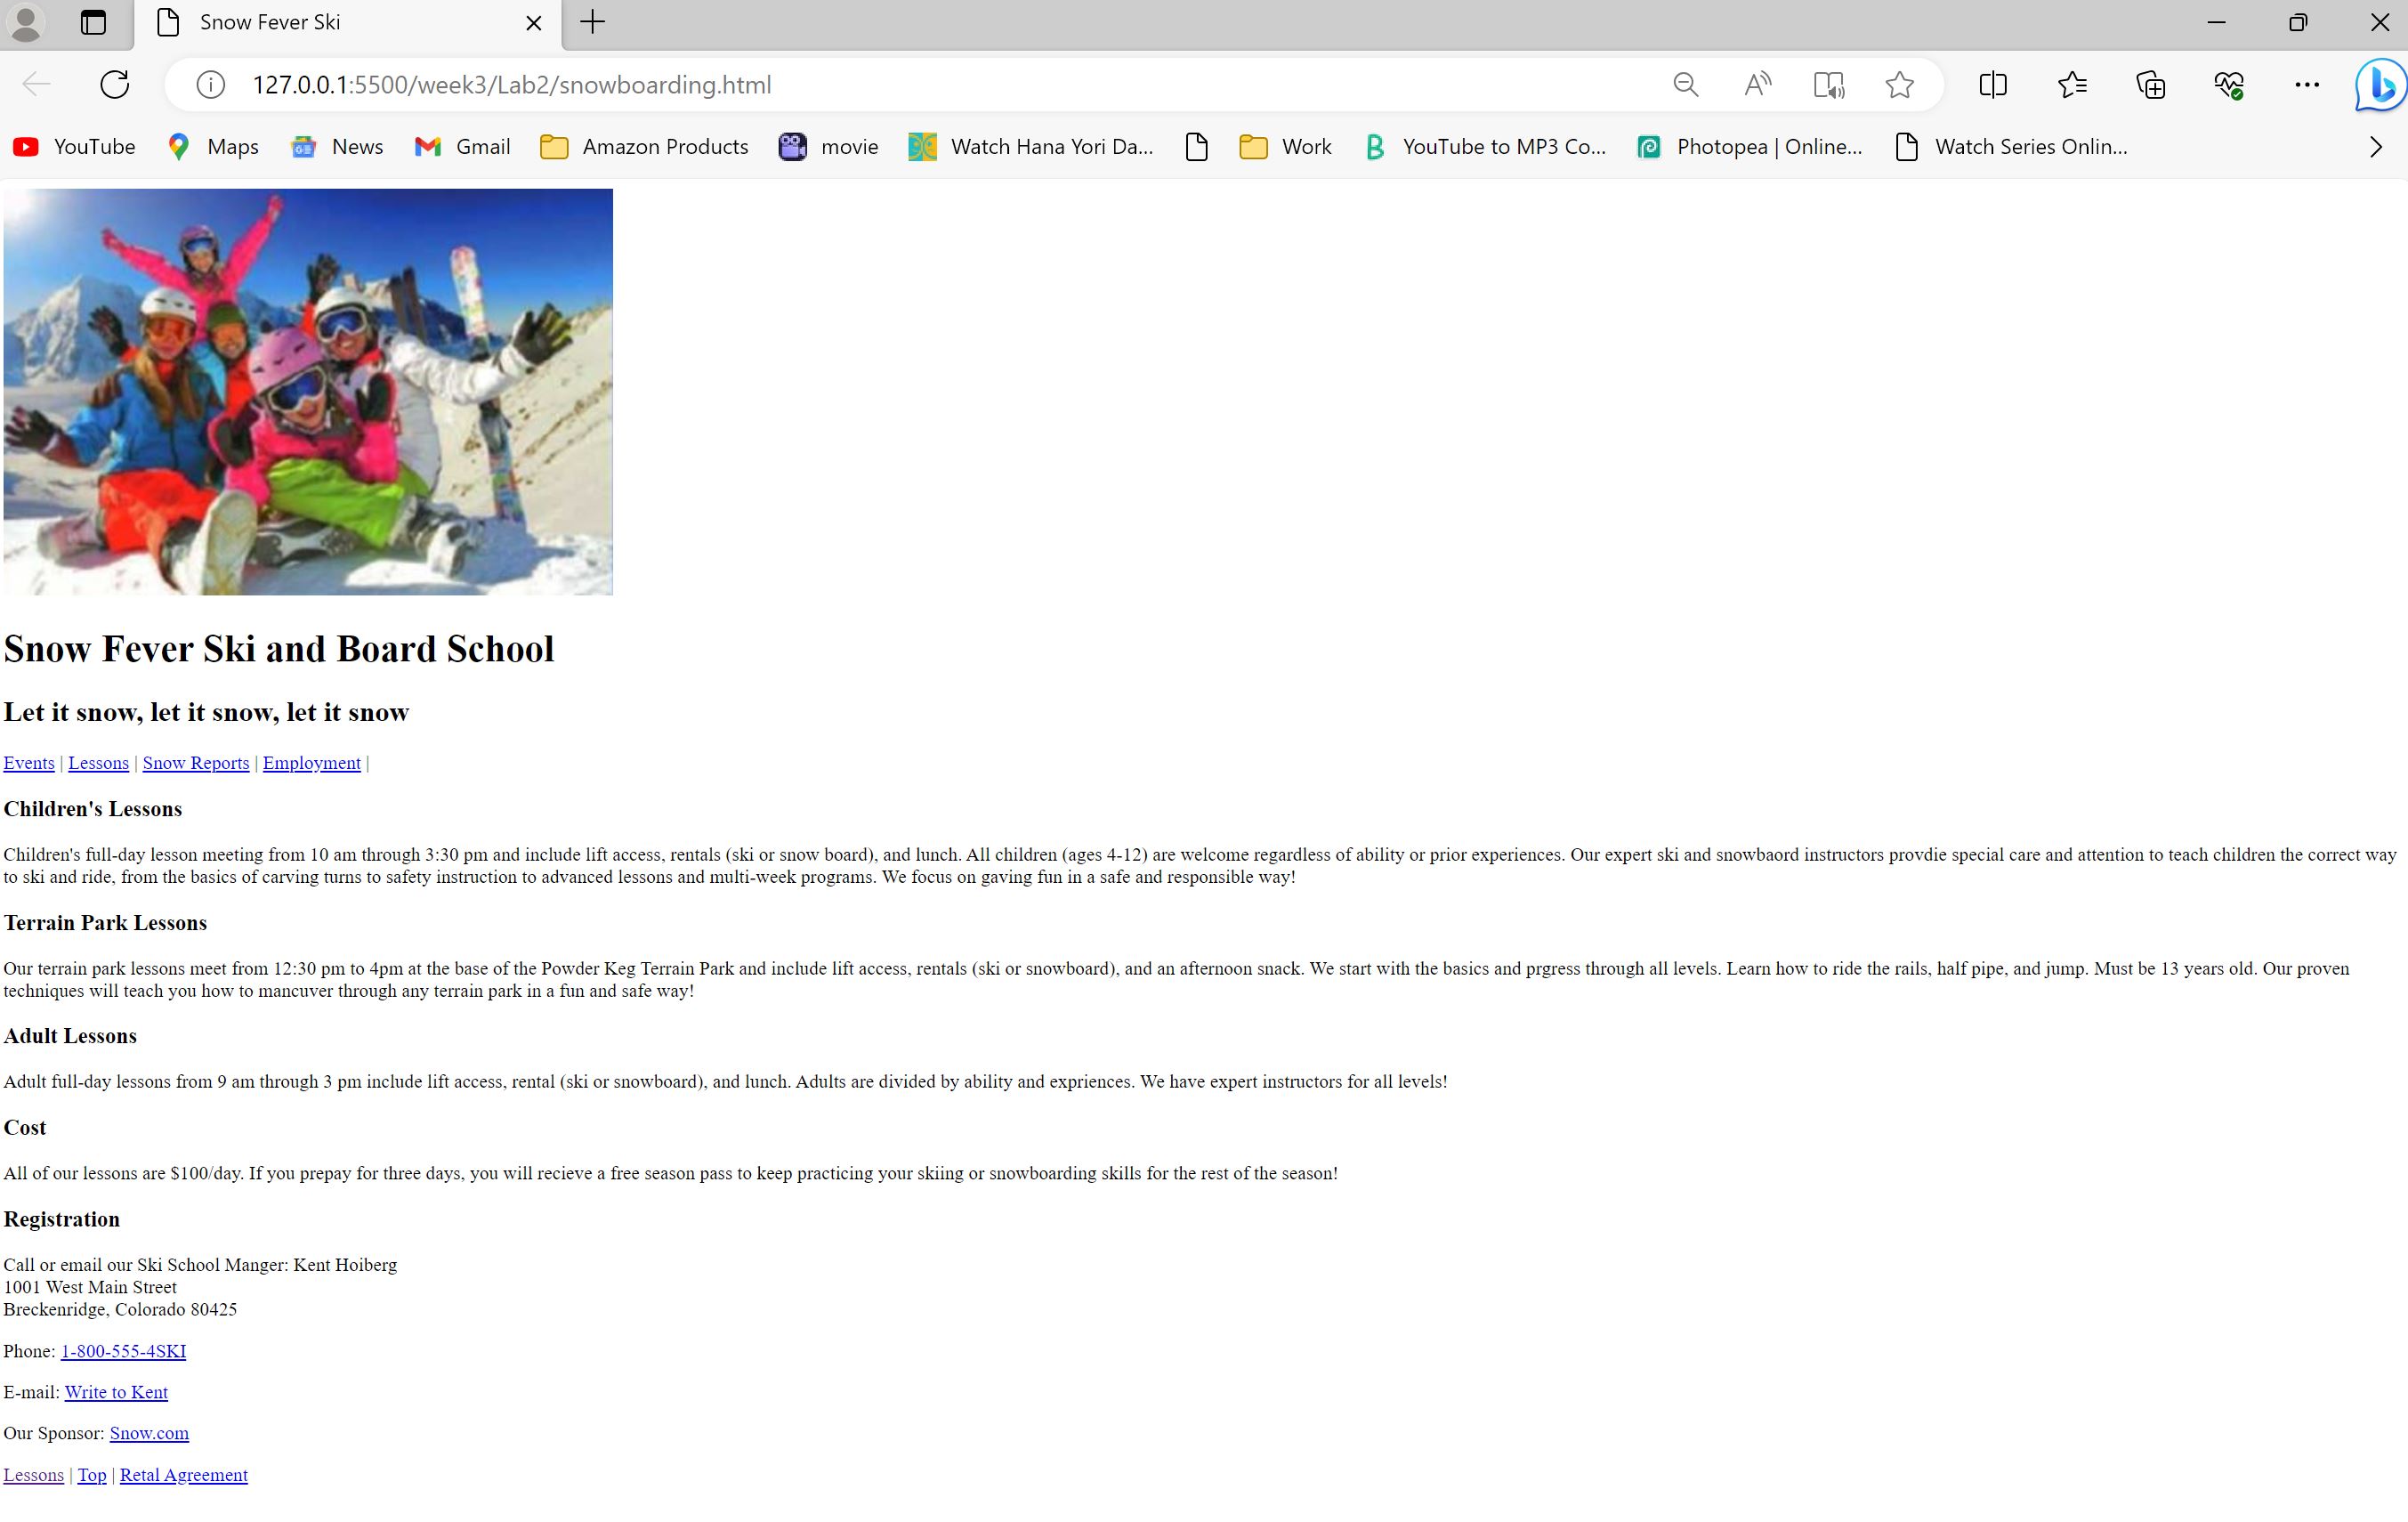 Snow Fever Ski
127.0.0.1:5500/week3/Lab2/snowboarding.html
YouTube Maps News Gmail Amazon Products movie Watch Hana Yori Da... Work YouTube to MP3 Co... Photopea | Online... Watch Series Onlin...
Snow Fever Ski and Board School
Let it snow, let it snow, let it snow
Events | Lessons | Snow Reports | Employment |
Children's Lessons
Children's full-day lesson meeting from 10 am through 3:30 pm and include lift access, rentals (ski or snow board), and lunch. All children (ages 4-12) are welcome regardless of ability or prior experiences. Our expert ski and snowbaord instructors provdie special care and attention to teach children the correct way
to ski and ride, from the basics of carving turns to safety instruction to advanced lessons and multi-week programs. We focus on gaving fun in a safe and responsible way!
Terrain Park Lessons
Our terrain park lessons meet from 12:30 pm to 4pm at the base of the Powder Keg Terrain Park and include lift access, rentals (ski or snowboard), and an afternoon snack. We start with the basics and prgress through all levels. Learn how to ride the rails, half pipe, and jump. Must be 13 years old. Our proven
techniques will teach you how to mancuver through any terrain park in a fun and safe way!
Adult Lessons
Adult full-day lessons from 9 am through 3 pm include lift access, rental (ski or snowboard), and lunch. Adults are divided by ability and expriences. We have expert instructors for all levels!
Cost
All of our lessons are $100/day. If you prepay for three days, you will recieve a free season pass to keep practicing your skiing or snowboarding skills for the rest of the season!
Registration
Call or email our Ski School Manger: Kent Hoiberg
1001 West Main Street
Breckenridge, Colorado 80425
Phone: 1-800-555-4SKI
E-mail: Write to Kent
Our Sponsor: Snow.com
Lessons | Top | Retal Agreement